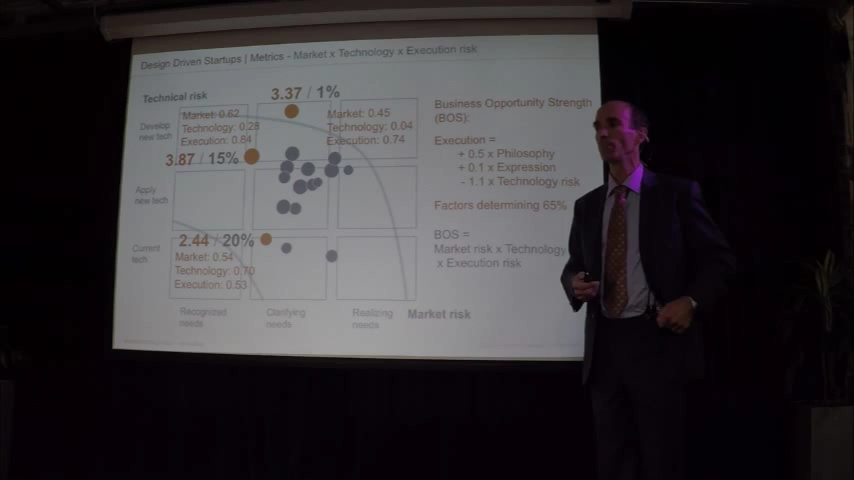 Design Driven Startups | Metrics - Market x Technology x Execution risk
Technical risk
3.37 / 1%
Develop
new tech
Market: 0.62
Technology: 0.28
Execution: 0.84
Market: 0.45
Technology: 0.04
Execution: 0.74
3.87 / 15%
Apply
new tech
2.44 / 20%
Current
tech
Market: 0.54
Technology: 0.70
Execution: 0.53
Recognized
needs
Clarifying
needs
Realizing
needs
Market risk
Business Opportunity Strength
(BOS):
Execution =
+ 0.5 x Philosophy
+ 0.1 x Expression
- 1.1 x Technology risk
Factors determining 65%
BOS =
Market risk x Technology
x Execution risk